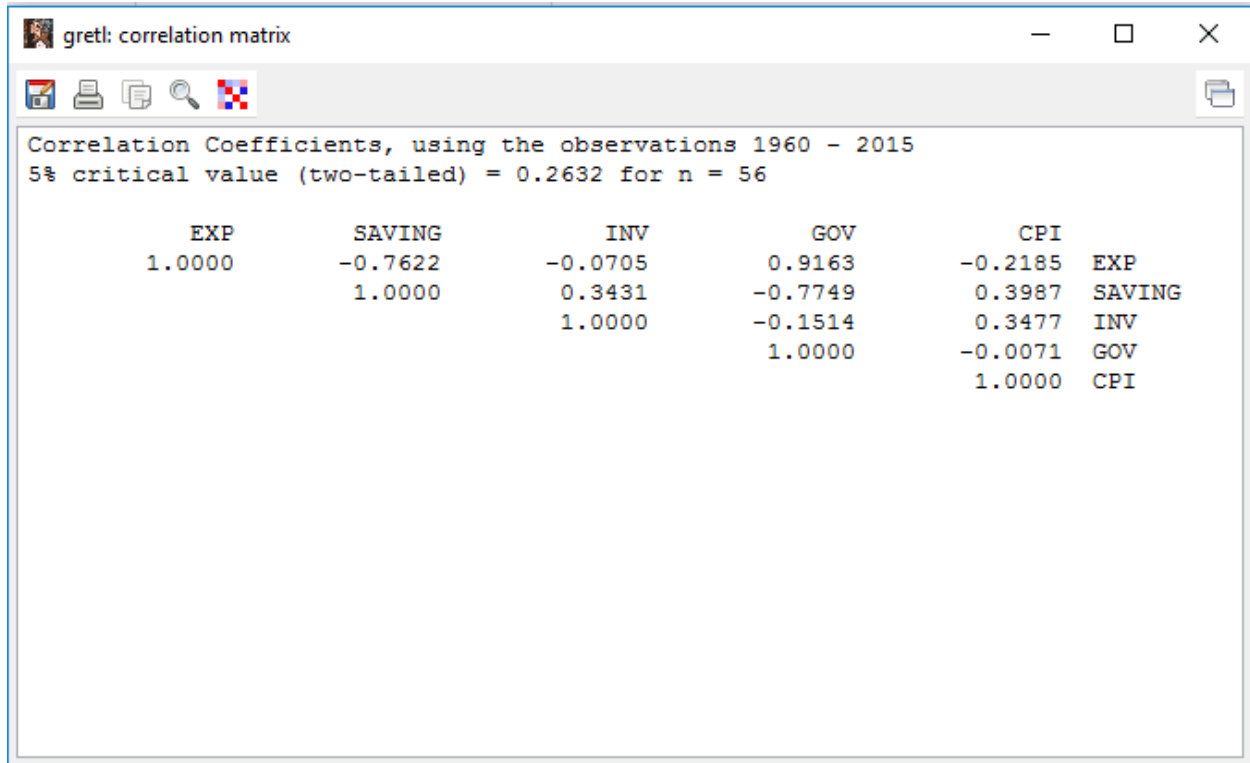 gretl: correlation matrix
Correlation Coefficients, using the observations 1960 - 2015
5% critical value (two-tailed) = 0.2632 for n = 56
EXP SAVING INV GOV CPI
1.0000 -0.7622 -0.0705 0.9163 -0.2185 EXP
1.0000 0.3431 -0.7749 0.3987 SAVING
1.0000 -0.1514 0.3477 INV
1.0000 -0.0071 GOV
1.0000 CPI